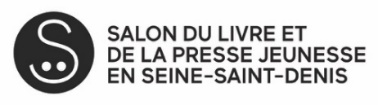 SALON DU LIVRE ET
DE LA PRESSE JEUNESSE
EN SEINE-SAINT-DENIS